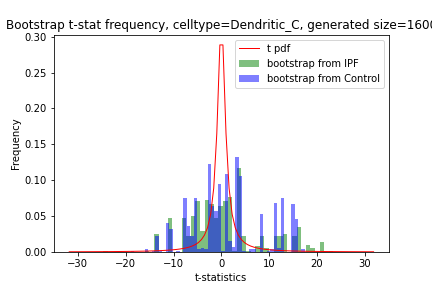 Bootstrap t-stat frequency, celltype=Dendritic_C, generated size=1600
t pdf
bootstrap from IPF
bootstrap from Control
Frequency
0.30
0.25
0.20
0.15
0.10
0.05
0.00
−30 −20 −10 0 10 20 30
t-statistics